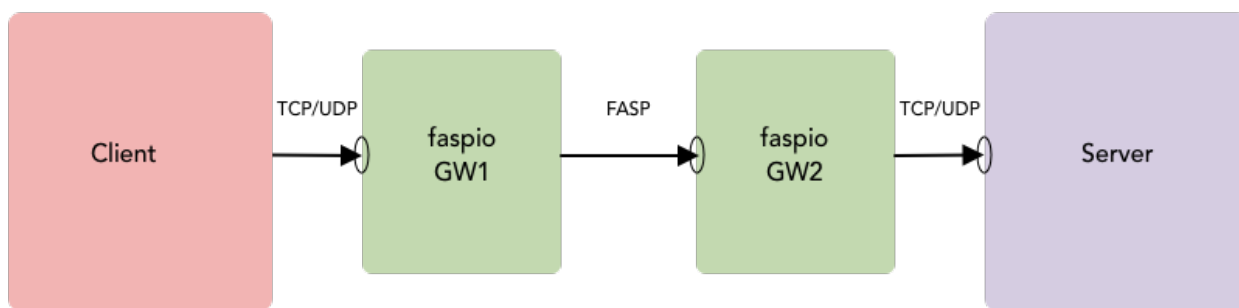 Client
TCP/UDP
faspio
GW1
FASP
faspio
GW2
TCP/UDP
Server